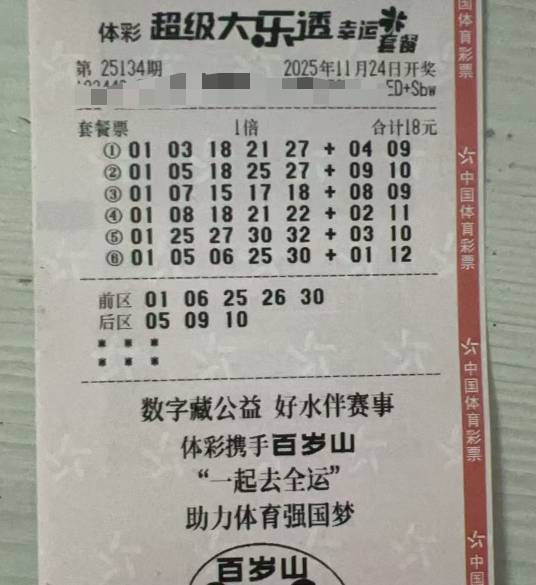 体彩 超级大乐透 幸运套餐
第 25134期 2025年11月24日开奖
ED+Sbw
套餐票 1倍 合计18元
① 01 03 18 21 27 + 04 09
② 01 05 18 25 27 + 09 10
③ 01 07 15 17 18 + 08 09
④ 01 08 18 21 22 + 02 11
⑤ 01 25 27 30 32 + 03 10
⑥ 01 05 06 25 30 + 01 12
前区 01 06 25 26 30
后区 05 09 10
* * *
* * *
数字藏公益 好水伴赛事
体彩携手百岁山
“一起去全运”
助力体育强国梦
百岁山
国体育彩票
中国体育彩票
中国体育彩票
中国体